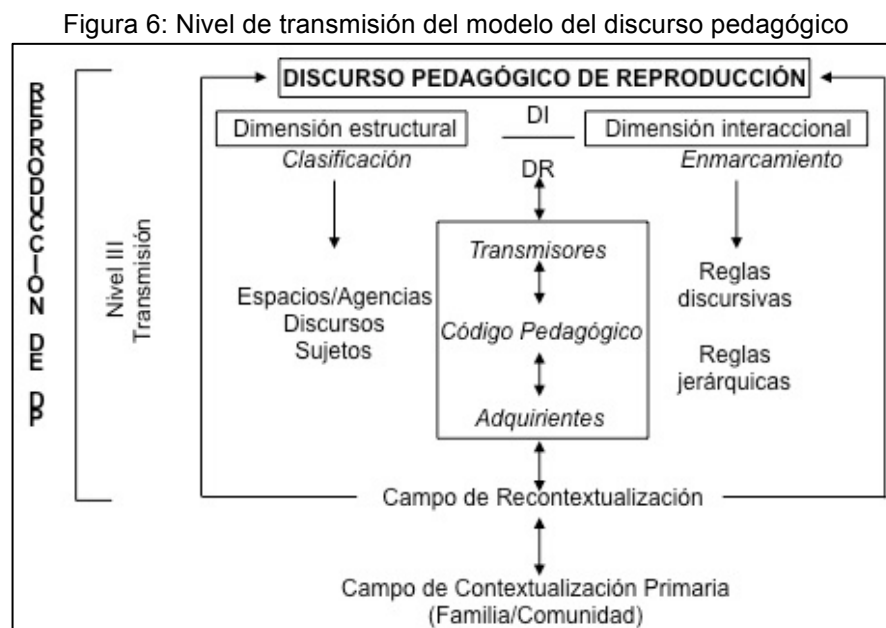 Figura 6: Nivel de transmisión del modelo del discurso pedagógico
REPRODUCCIÓN DE DP
Nivel III
Transmisión
DISCURSO PEDAGÓGICO DE REPRODUCCIÓN
Dimensión estructural
Clasificación
DI
DR
Dimensión interaccional
Enmarcamiento
Espacios/Agencias
Discursos
Sujetos
Transmisores
Código Pedagógico
Adquirientes
Reglas
discursivas
Reglas
jerárquicas
Campo de Recontextualización
Campo de Contextualización Primaria
(Familia/Comunidad)